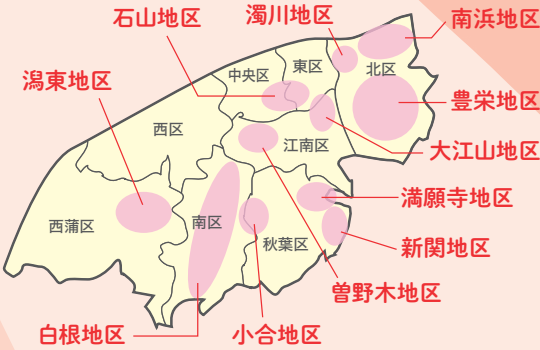 石山地区
濁川地区
南浜地区
中央区
東区
北区
潟東地区
豊栄地区
西区
江南区
大江山地区
満願寺地区
西蒲区
南区
秋葉区
新関地区
曽野木地区
白根地区
小合地区